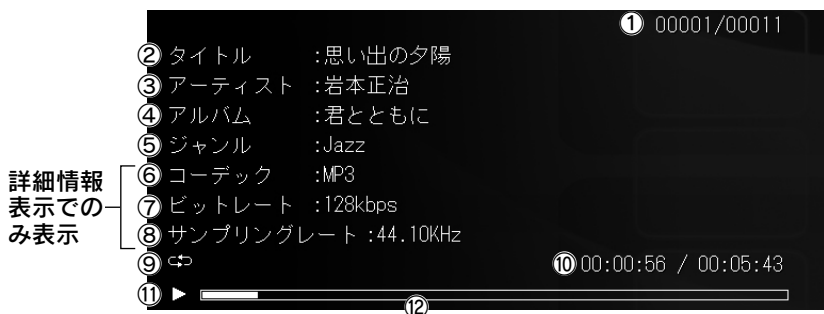 ① 00001/00011
② タイトル :思い出の夕陽
③ アーティスト :岩本正治
④ アルバム :君とともに
⑤ ジャンル :Jazz
詳細情報
表示での
み表示
⑥ コーデック :MP3
⑦ ビットレート :128kbps
⑧ サンプリングレート :44.10KHz
⑨
⑩ 00:00:56 / 00:05:43
⑪
⑫